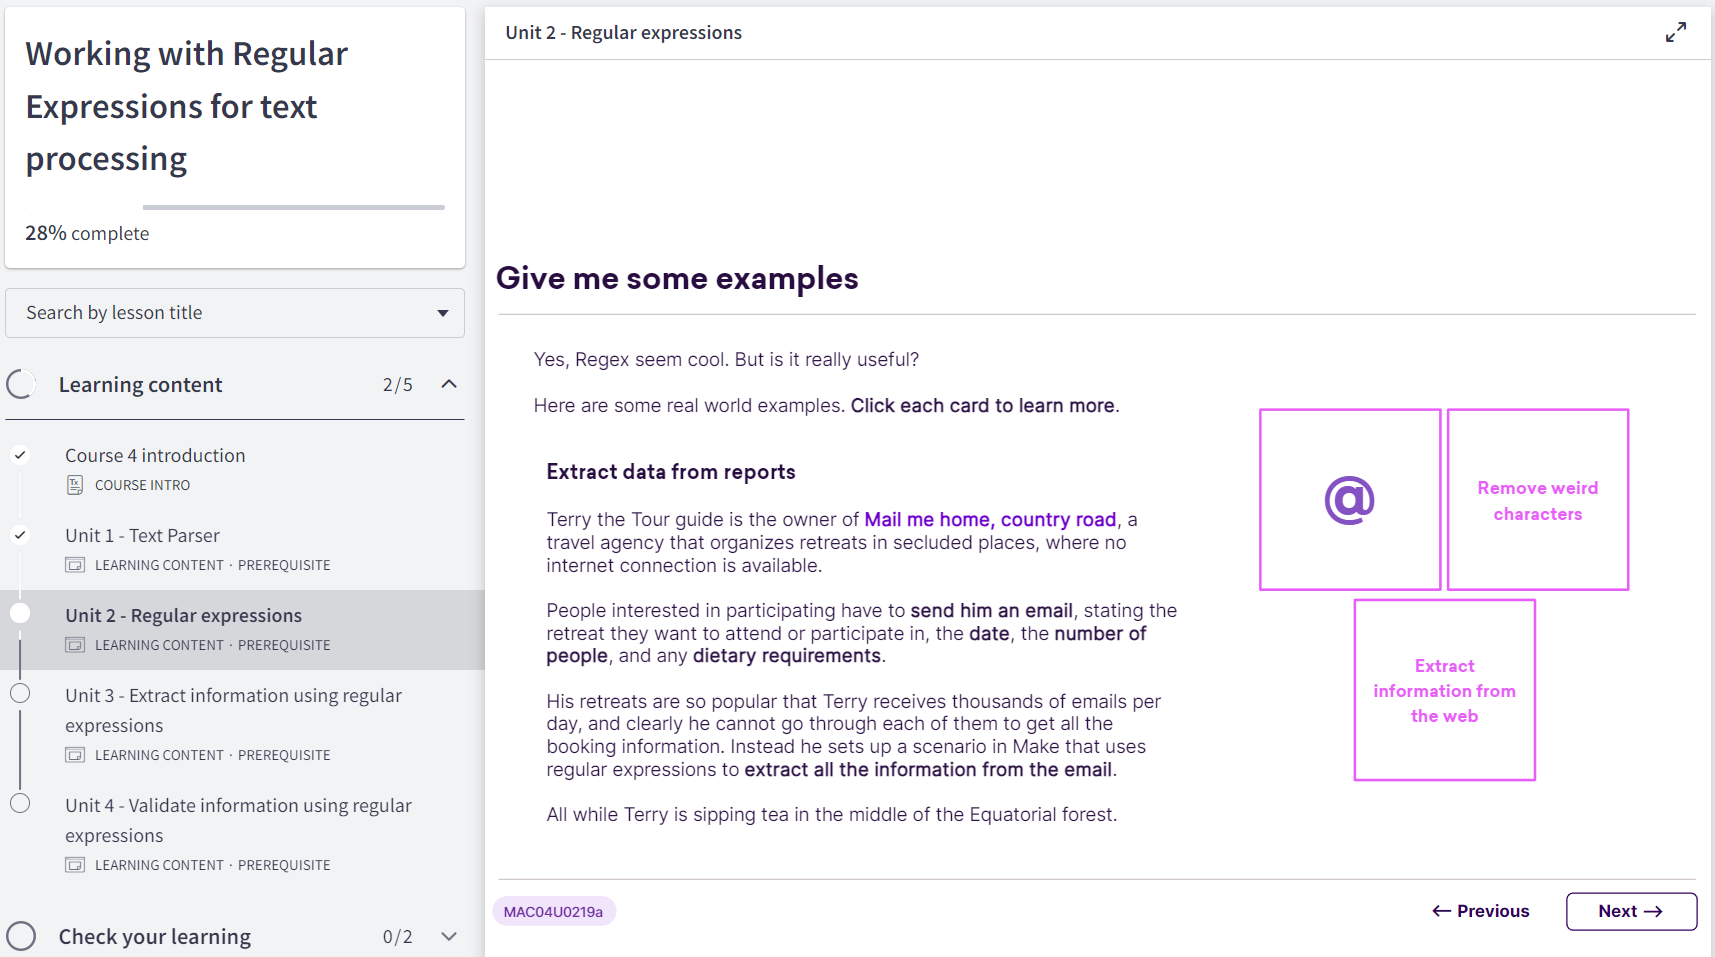 Working with Regular
Expressions for text
processing
28% complete
Search by lesson title
Learning content 2/5
Course 4 introduction
COURSE INTRO
Unit 1 - Text Parser
LEARNING CONTENT · PREREQUISITE
Unit 2 - Regular expressions
LEARNING CONTENT · PREREQUISITE
Unit 3 - Extract information using regular
expressions
LEARNING CONTENT · PREREQUISITE
Unit 4 - Validate information using regular
expressions
LEARNING CONTENT · PREREQUISITE
Check your learning 0/2
Unit 2 - Regular expressions
Give me some examples
Yes, Regex seem cool. But is it really useful?
Here are some real world examples. Click each card to learn more.
Extract data from reports
Terry the Tour guide is the owner of Mail me home, country road, a
travel agency that organizes retreats in secluded places, where no
internet connection is available.
People interested in participating have to send him an email, stating the
retreat they want to attend or participate in, the date, the number of
people, and any dietary requirements.
His retreats are so popular that Terry receives thousands of emails per
day, and clearly he cannot go through each of them to get all the
booking information. Instead he sets up a scenario in Make that uses
regular expressions to extract all the information from the email.
All while Terry is sipping tea in the middle of the Equatorial forest.
@
Remove weird
characters
Extract
information from
the web
MAC04U0219a
← Previous
Next →